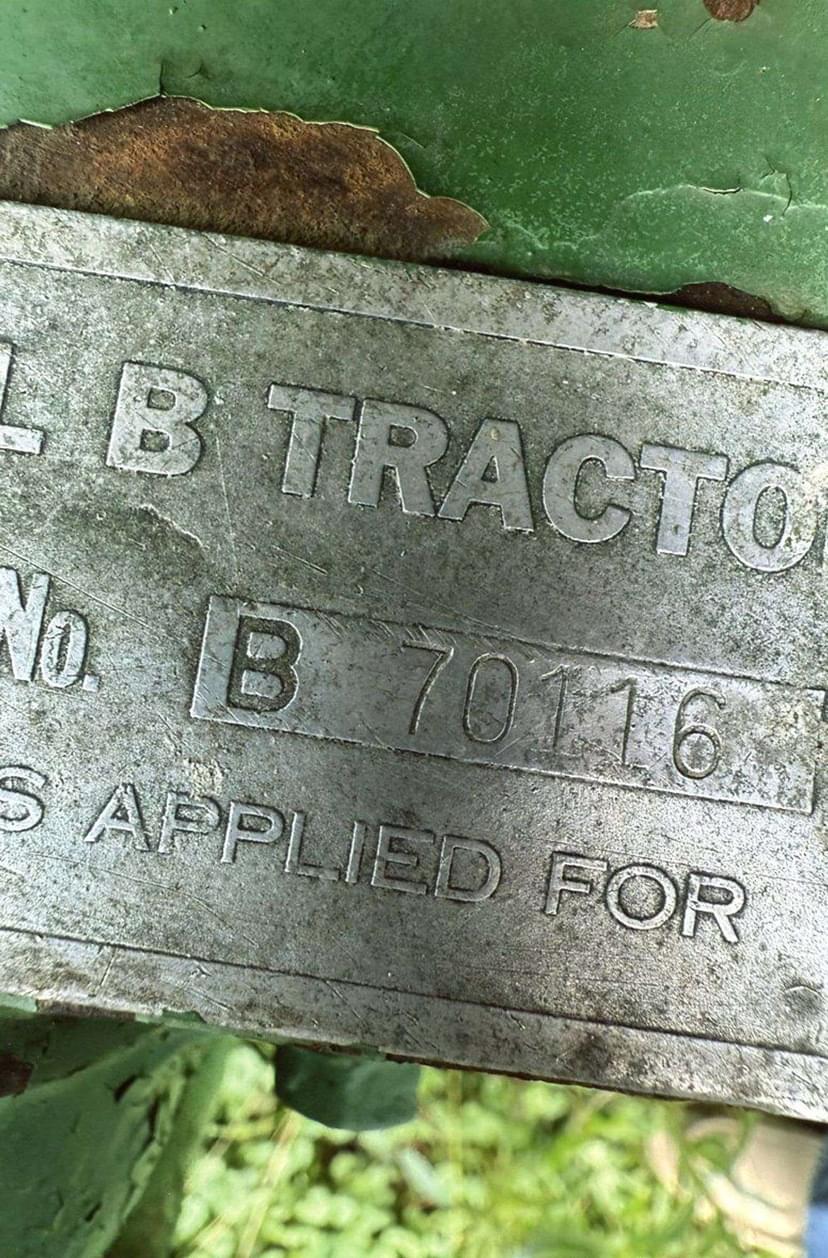 L B TRACTO
No. B 70116
S APPLIED FOR